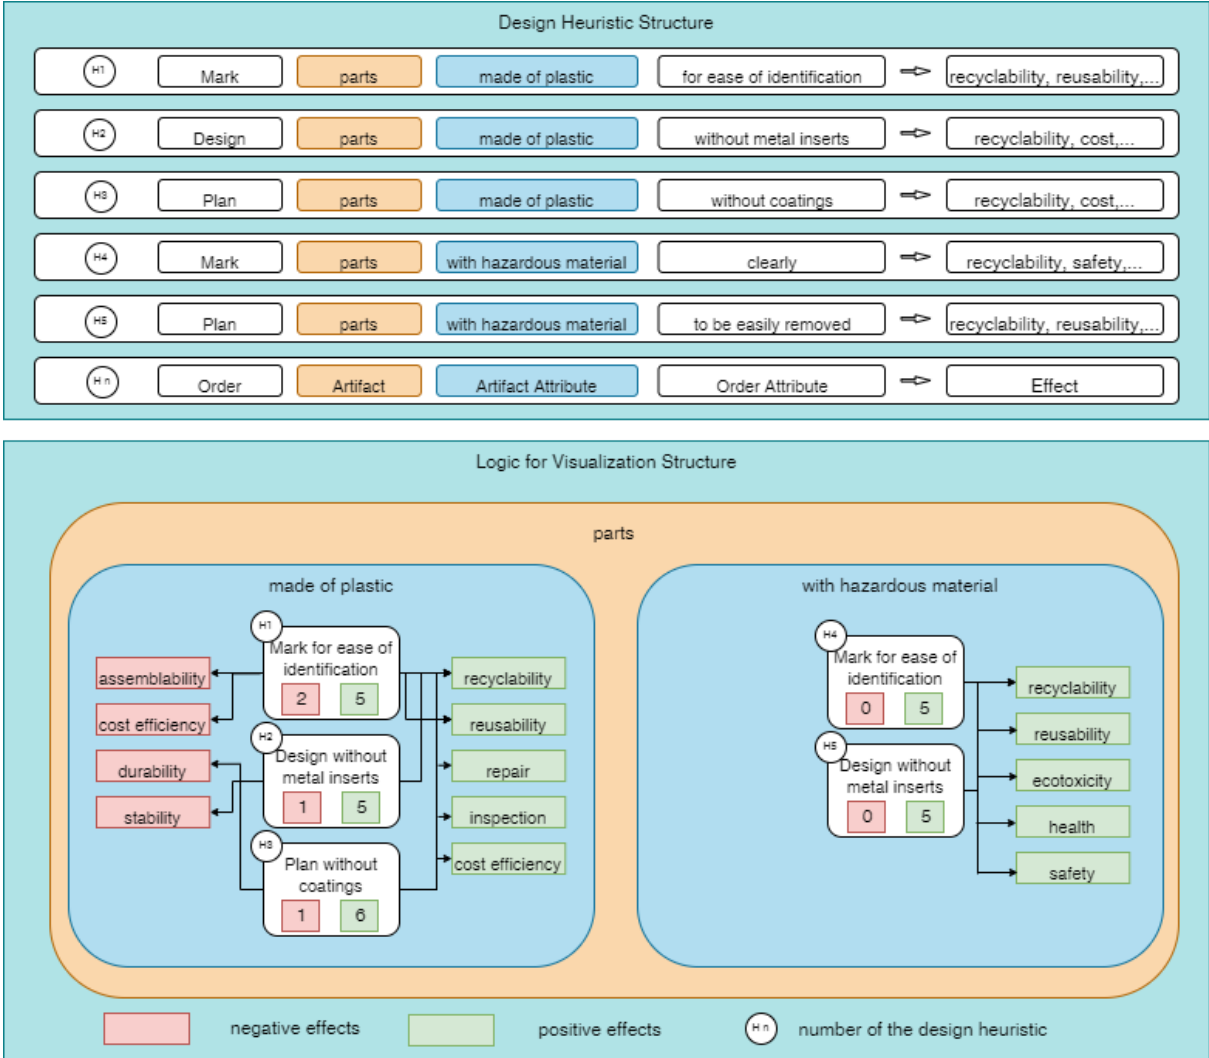 Design Heuristic Structure
H1 Mark parts made of plastic for ease of identification recyclability, reusability,...
H2 Design parts made of plastic without metal inserts recyclability, cost,...
H3 Plan parts made of plastic without coatings recyclability, cost,...
H4 Mark parts with hazardous material clearly recyclability, safety,...
H5 Plan parts with hazardous material to be easily removed recyclability, reusability,...
H n Order Artifact Artifact Attribute Order Attribute Effect
Logic for Visualization Structure
parts
made of plastic
H1
Mark for ease of
identification
2 5
H2
Design without
metal inserts
1 5
H3
Plan without
coatings
1 6
assemblability
cost efficiency
durability
stability
recyclability
reusability
repair
inspection
cost efficiency
with hazardous material
H4
Mark for ease of
identification
0 5
H5
Design without
metal inserts
0 5
recyclability
reusability
ecotoxicity
health
safety
negative effects
positive effects
H n number of the design heuristic